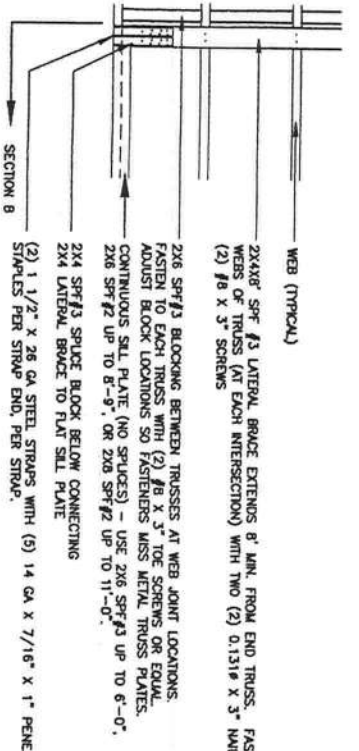 WEB (TYPICAL)
2X4X8' SPF #3 LATERAL BRACE EXTENDS 8' MIN. FROM END TRUSS. FAS
WEBS OF TRUSS (AT EACH INTERSECTION) WITH TWO (2) 0.131ø X 3" NAI
(2) #8 X 3" SCREWS
2X6 SPF#3 BLOCKING BETWEEN TRUSSES AT WEB JOINT LOCATIONS.
FASTEN TO EACH TRUSS WITH (2) #8 X 3" TOE SCREWS OR EQUAL.
ADJUST BLOCK LOCATIONS SO FASTENERS MISS METAL TRUSS PLATES.
CONTINUOUS SILL PLATE (NO SPLICES) – USE 2X6 SPF#3 UP TO 6'-0",
2X6 SPF#2 UP TO 8'-9", OR 2X8 SPF#2 UP TO 11'-0".
2X4 SPF#3 SPLICE BLOCK BELOW CONNECTING
2X4 LATERAL BRACE TO FLAT SILL PLATE
(2) 1 1/2" X 26 GA STEEL STRAPS WITH (5) 14 GA X 7/16" X 1" PENE
STAPLES PER STRAP END, PER STRAP.
SECTION B